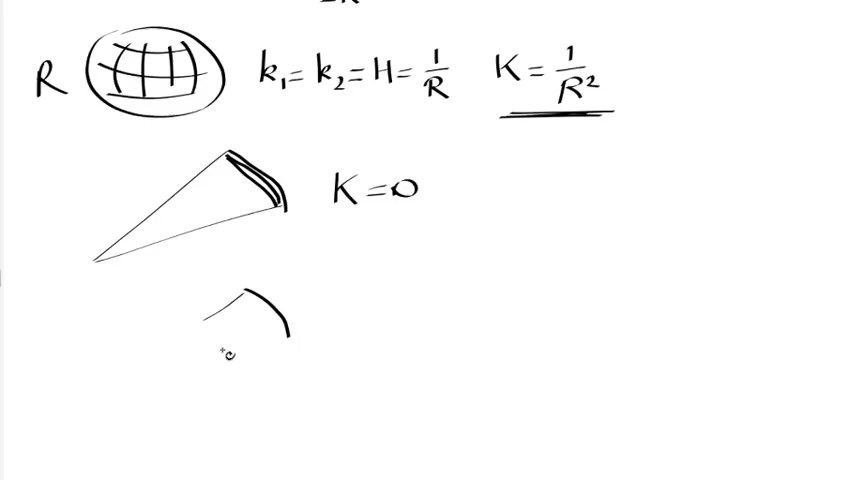 R k₁ = k₂ = H = 1/R K = 1/R²
K = 0